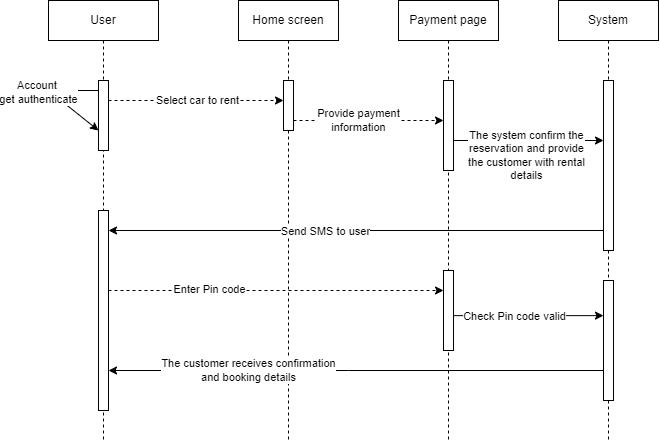 User
Home screen
Payment page
System
Account
get authenticate
Select car to rent
Provide payment
information
The system confirm the
reservation and provide
the customer with rental
details
Send SMS to user
Enter Pin code
Check Pin code valid
The customer receives confirmation
and booking details